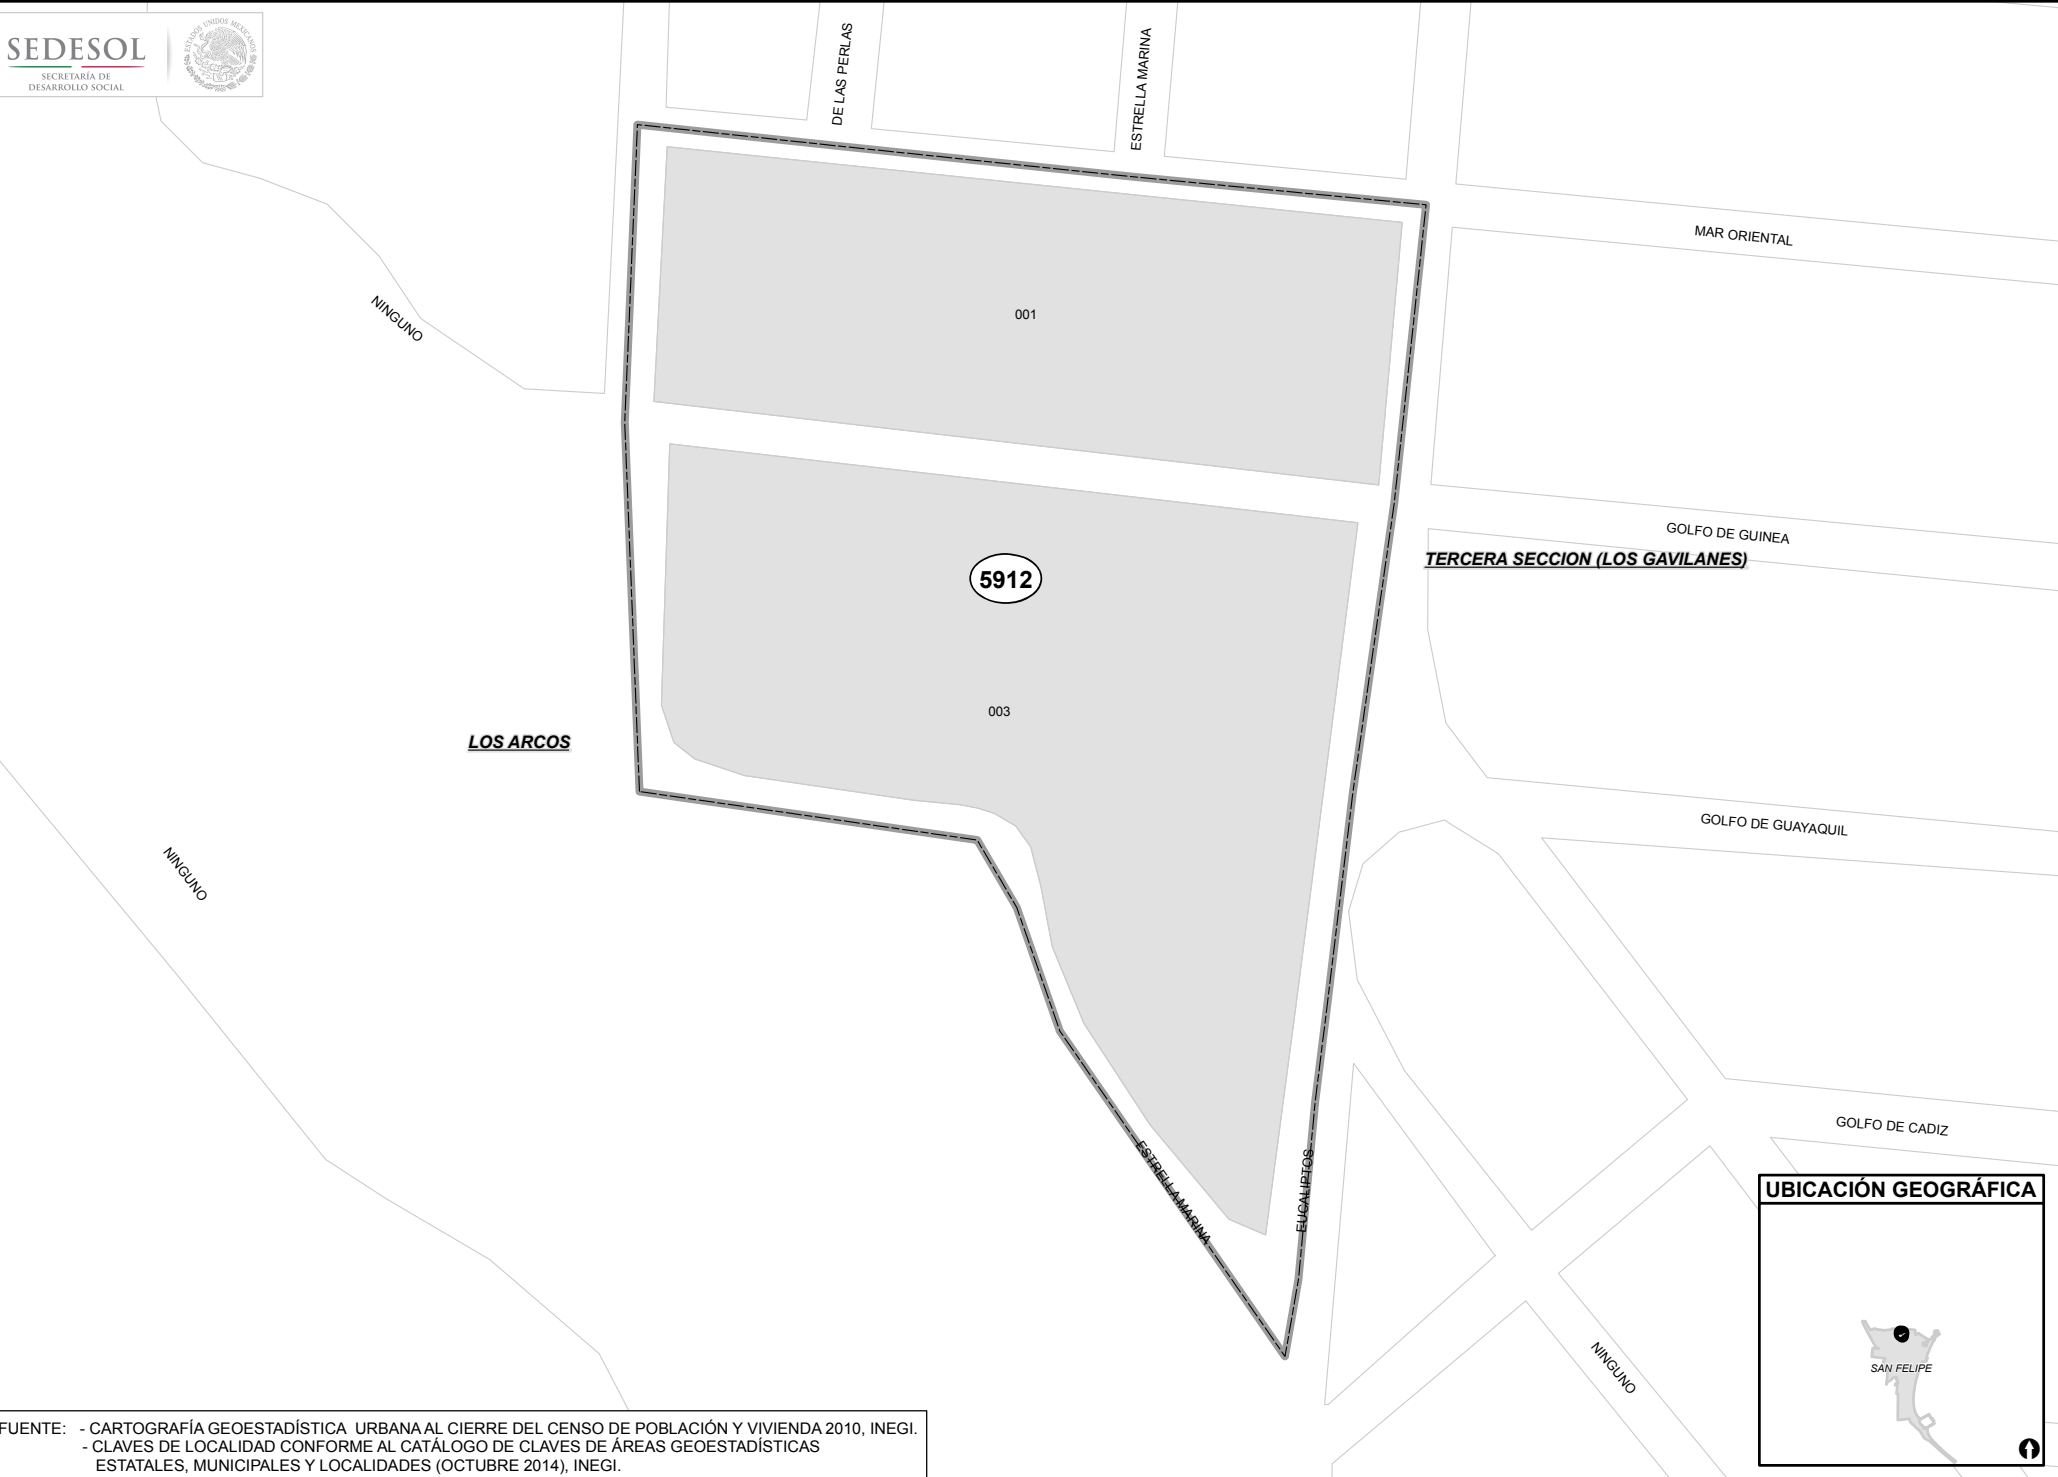 SEDESOL
SECRETARÍA DE
DESARROLLO SOCIAL
ESTADOS UNIDOS MEXICANOS
DE LAS PERLAS
ESTRELLA MARINA
MAR ORIENTAL
NINGUNO
001
GOLFO DE GUINEA
TERCERA SECCION (LOS GAVILANES)
5912
003
LOS ARCOS
GOLFO DE GUAYAQUIL
NINGUNO
GOLFO DE CADIZ
ESTRELLA MARINA
EUCALIPTOS
UBICACIÓN GEOGRÁFICA
SAN FELIPE
NINGUNO
FUENTE: - CARTOGRAFÍA GEOESTADÍSTICA URBANA AL CIERRE DEL CENSO DE POBLACIÓN Y VIVIENDA 2010, INEGI.
- CLAVES DE LOCALIDAD CONFORME AL CATÁLOGO DE CLAVES DE ÁREAS GEOESTADÍSTICAS
ESTATALES, MUNICIPALES Y LOCALIDADES (OCTUBRE 2014), INEGI.